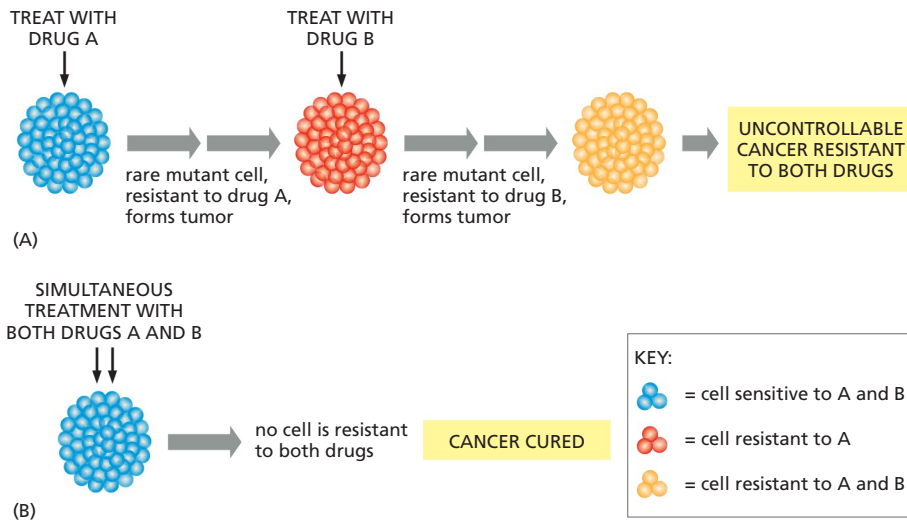 TREAT WITH
DRUG A
TREAT WITH
DRUG B
rare mutant cell,
resistant to drug A,
forms tumor
rare mutant cell,
resistant to drug B,
forms tumor
UNCONTROLLABLE
CANCER RESISTANT
TO BOTH DRUGS
(A)
SIMULTANEOUS
TREATMENT WITH
BOTH DRUGS A AND B
no cell is resistant
to both drugs
CANCER CURED
(B)
KEY:
= cell sensitive to A and B
= cell resistant to A
= cell resistant to A and B